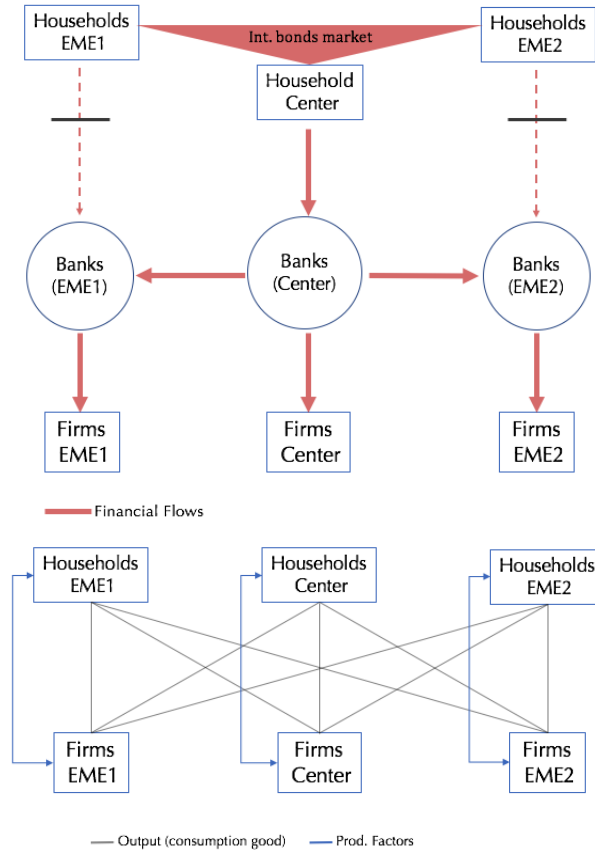 Households
EME1
Int. bonds market
Households
EME2
Household
Center
Banks
(EME1)
Banks
(Center)
Banks
(EME2)
Firms
EME1
Firms
Center
Firms
EME2
Financial Flows
Households
EME1
Households
Center
Households
EME2
Firms
EME1
Firms
Center
Firms
EME2
Output (consumption good)
Prod. Factors